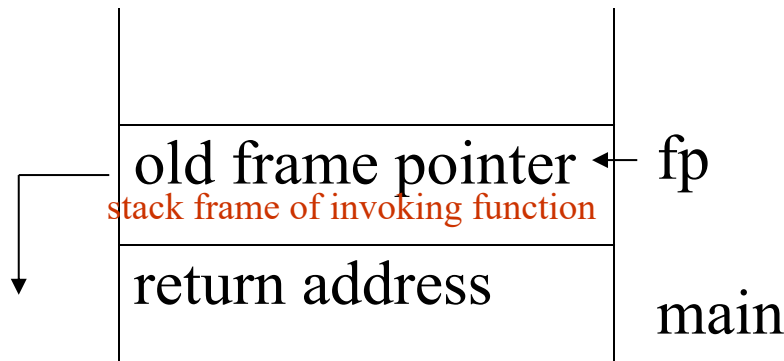 old frame pointer
fp
stack frame of invoking function
return address
main